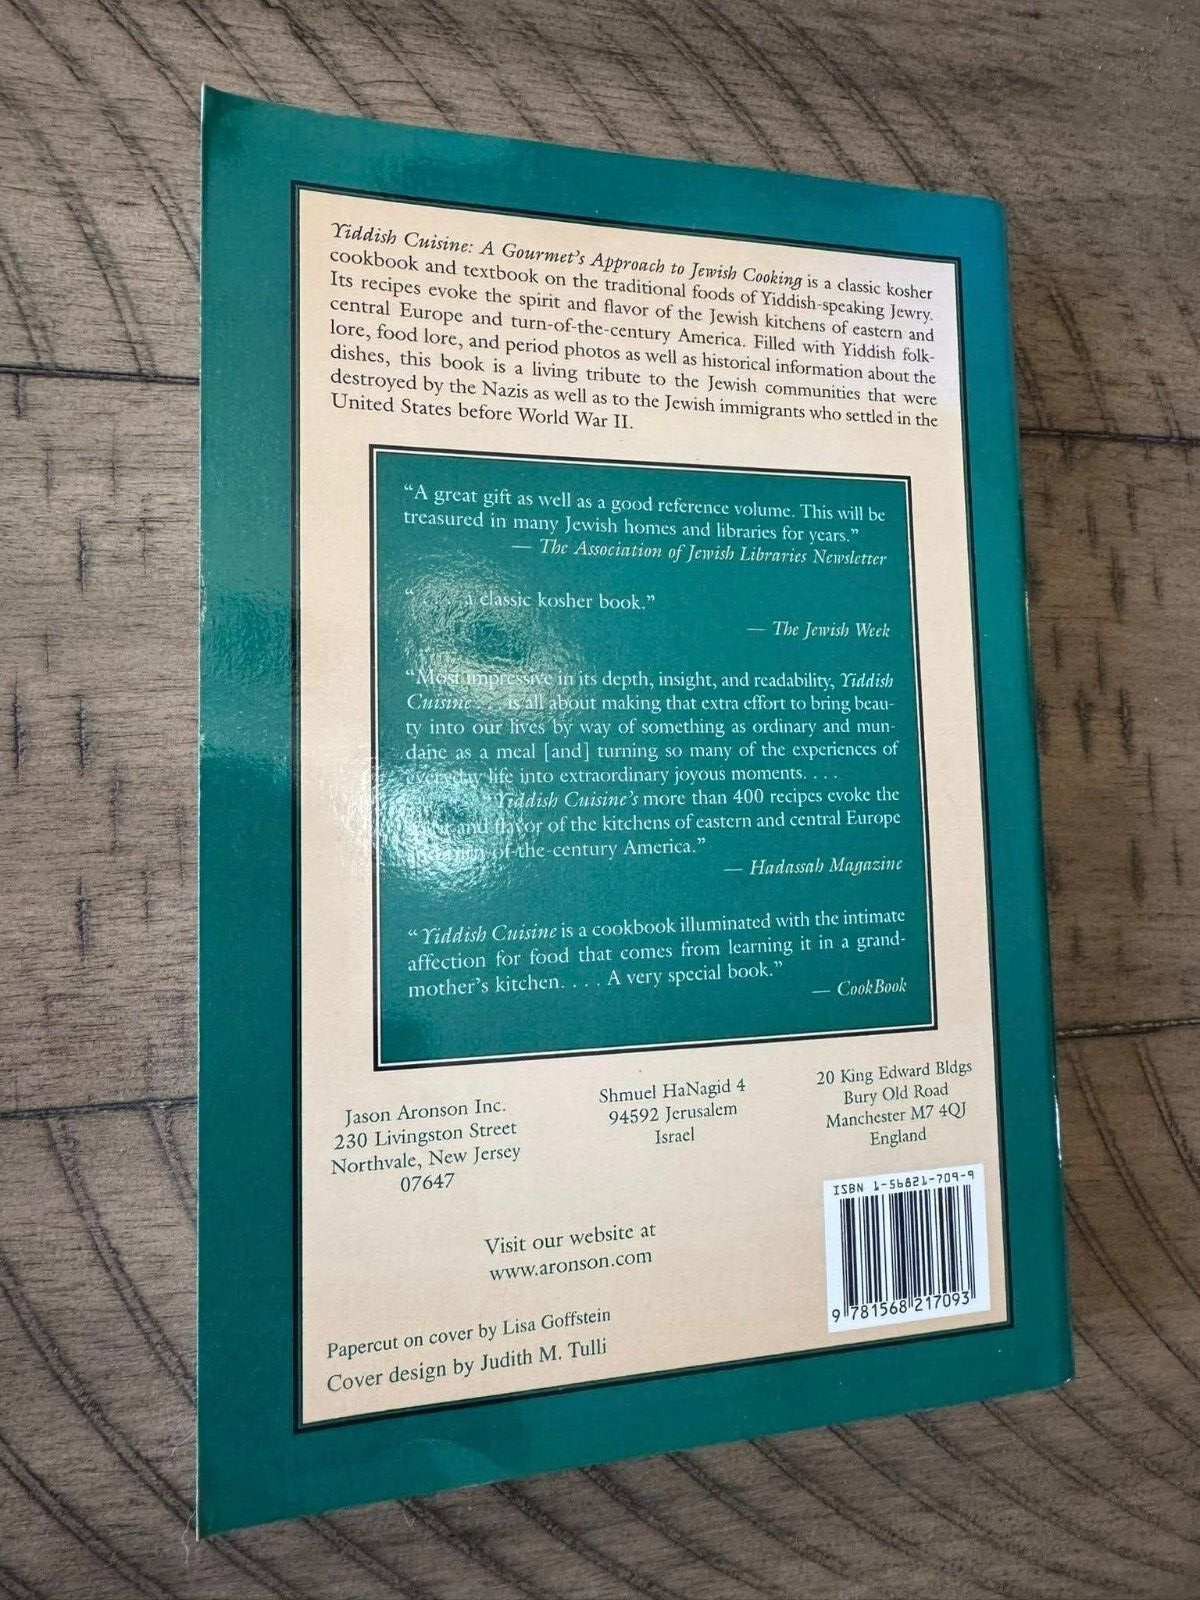 Yiddish Cuisine: A Gourmet's Approach to Jewish Cooking is a classic kosher
cookbook and textbook on the traditional foods of Yiddish-speaking Jewry.
Its recipes evoke the spirit and flavor of the Jewish kitchens of eastern and
central Europe and turn-of-the-century America. Filled with Yiddish folk-
lore, food lore, and period photos as well as historical information about the
dishes, this book is a living tribute to the Jewish communities that were
destroyed by the Nazis as well as to the Jewish immigrants who settled in the
United States before World War II.
“A great gift as well as a good reference volume. This will be
treasured in many Jewish homes and libraries for years.”
— The Association of Jewish Libraries Newsletter
“. . . a classic kosher book.”
— The Jewish Week
“Most impressive in its depth, insight, and readability, Yiddish
Cuisine . . . is all about making that extra effort to bring beau-
ty into our lives by way of something as ordinary and mun-
dane as a meal [and] turning so many of the experiences of
everyday life into extraordinary joyous moments. . . .
“Yiddish Cuisine's more than 400 recipes evoke the
and flavor of the kitchens of eastern and central Europe
of-the-century America.”
— Hadassah Magazine
“Yiddish Cuisine is a cookbook illuminated with the intimate
affection for food that comes from learning it in a grand-
mother's kitchen. . . . A very special book.”
— CookBook
Jason Aronson Inc.
230 Livingston Street
Northvale, New Jersey
07647
Shmuel HaNagid 4
94592 Jerusalem
Israel
20 King Edward Bldgs
Bury Old Road
Manchester M7 4QJ
England
Visit our website at
www.aronson.com
Papercut on cover by Lisa Goffstein
Cover design by Judith M. Tulli
ISBN 1-56821-709-9
9 781568 217093